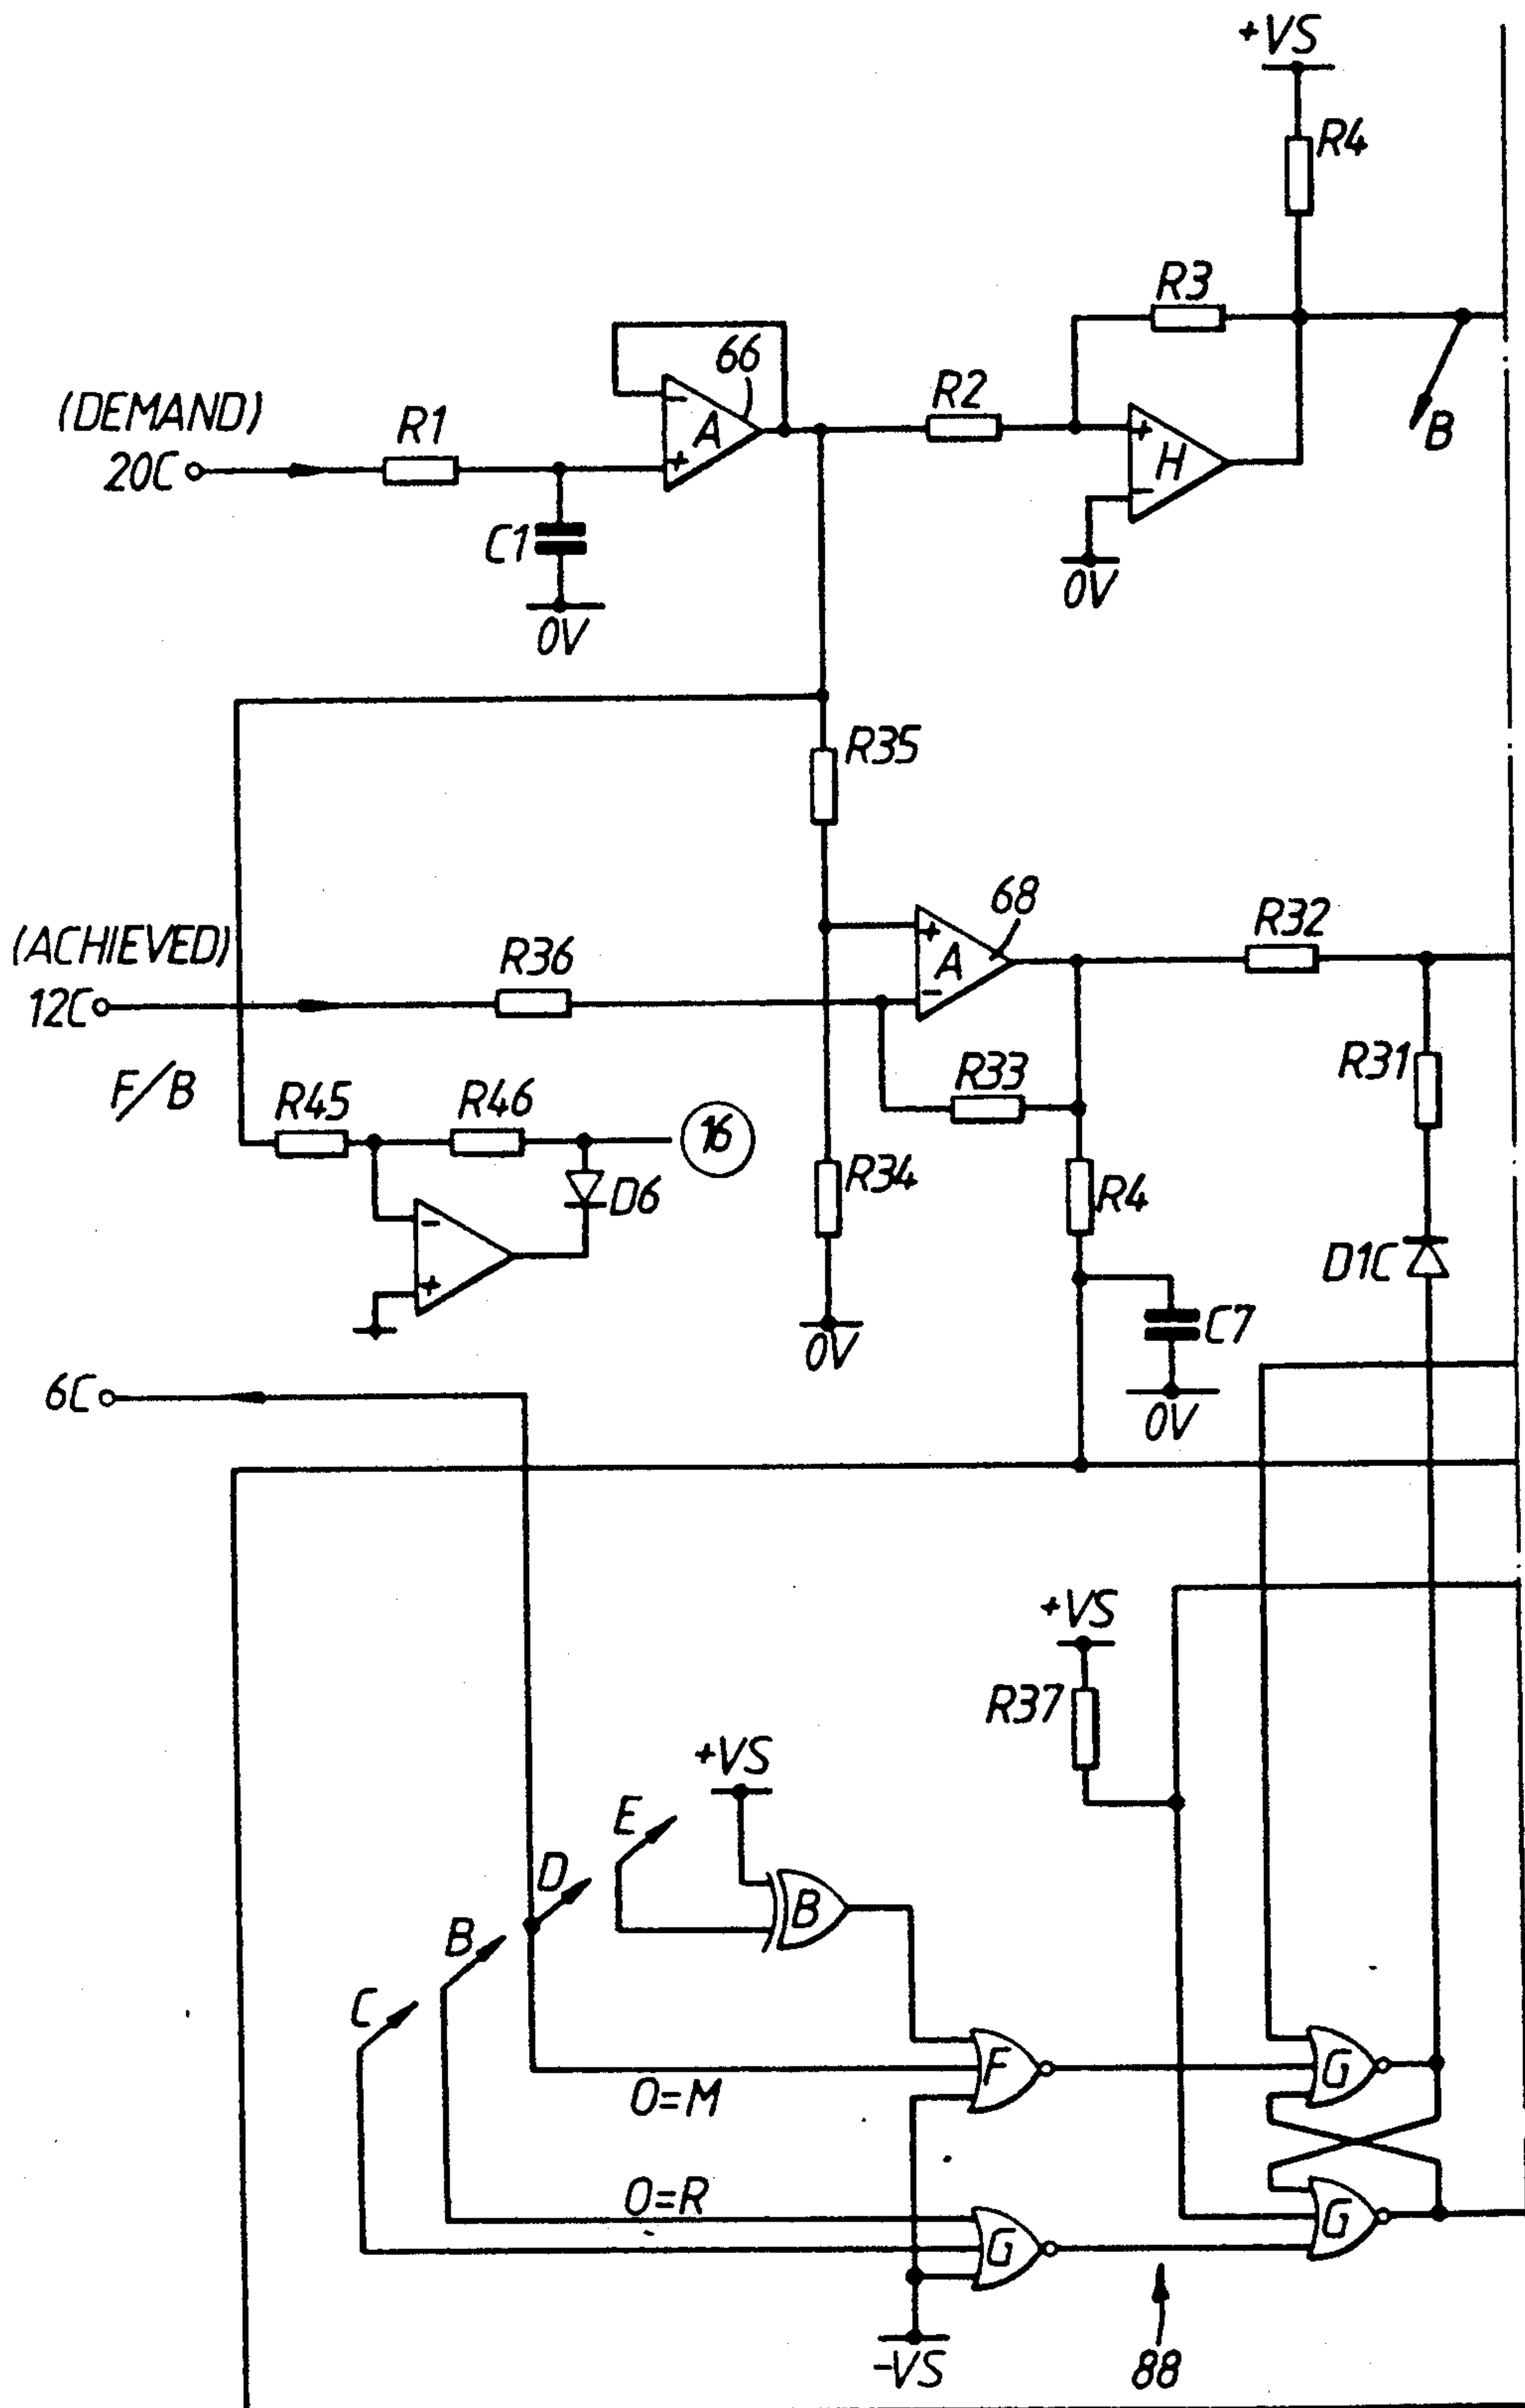 +VS
R4
R3
66
(DEMAND)
R1
A
R2
B
20C
-
+
+
H
-
C1
0V
0V
R35
68
(ACHIEVED)
R36
+
A
-
R32
12C
F/B
R33
R31
R45
R46
16
R34
R4
D6
-
+
D1C
C7
0V
6C
0V
+VS
R37
+VS
E
D
B
B
C
F
G
0=M
0=R
G
G
-VS
88